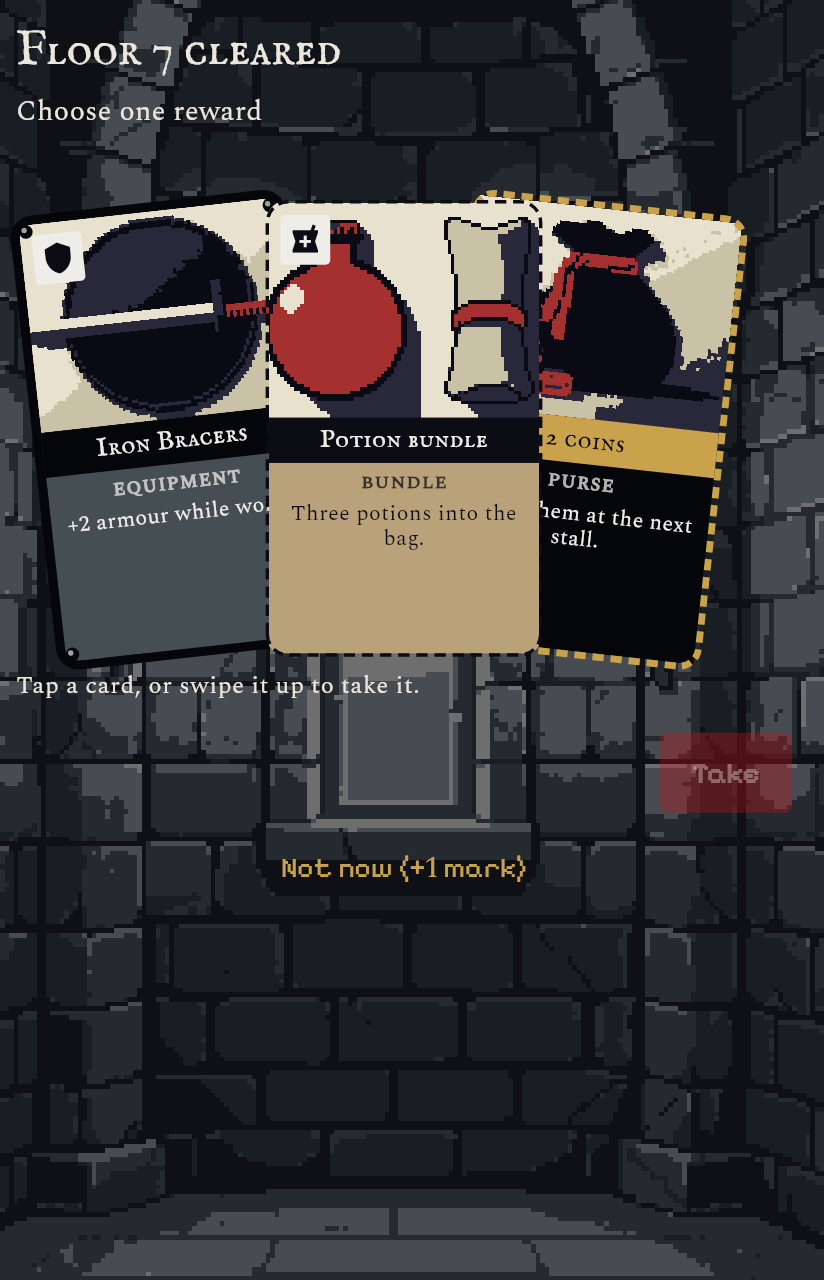 Floor 7 cleared
Choose one reward
Iron Bracers
EQUIPMENT
+2 armour while
Potion bundle
BUNDLE
Three potions into the
bag.
2 coins
PURSE
at the next
stall.
Tap a card, or swipe it up to take it.
Take
Not now (+1 mark)